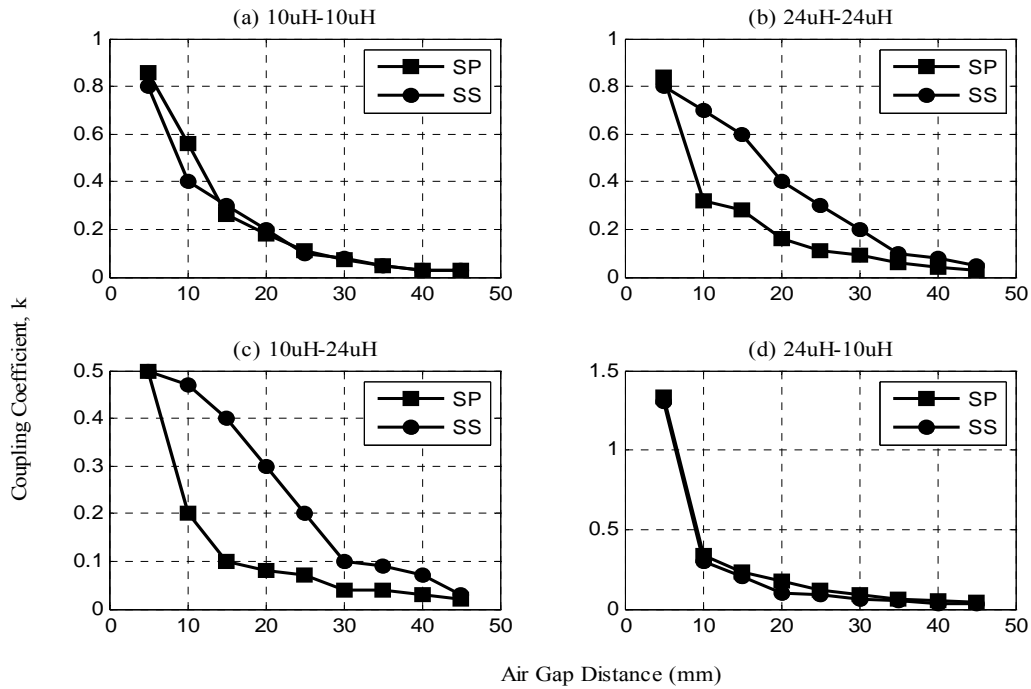 (a) 10uH-10uH
1
0.8
0.6
0.4
0.2
0
0 10 20 30 40 50
SP
SS
(b) 24uH-24uH
1
0.8
0.6
0.4
0.2
0
0 10 20 30 40 50
SP
SS
(c) 10uH-24uH
0.5
0.4
0.3
0.2
0.1
0
0 10 20 30 40 50
SP
SS
(d) 24uH-10uH
1.5
1
0.5
0
0 10 20 30 40 50
SP
SS
Coupling Coefficient, k
Air Gap Distance (mm)